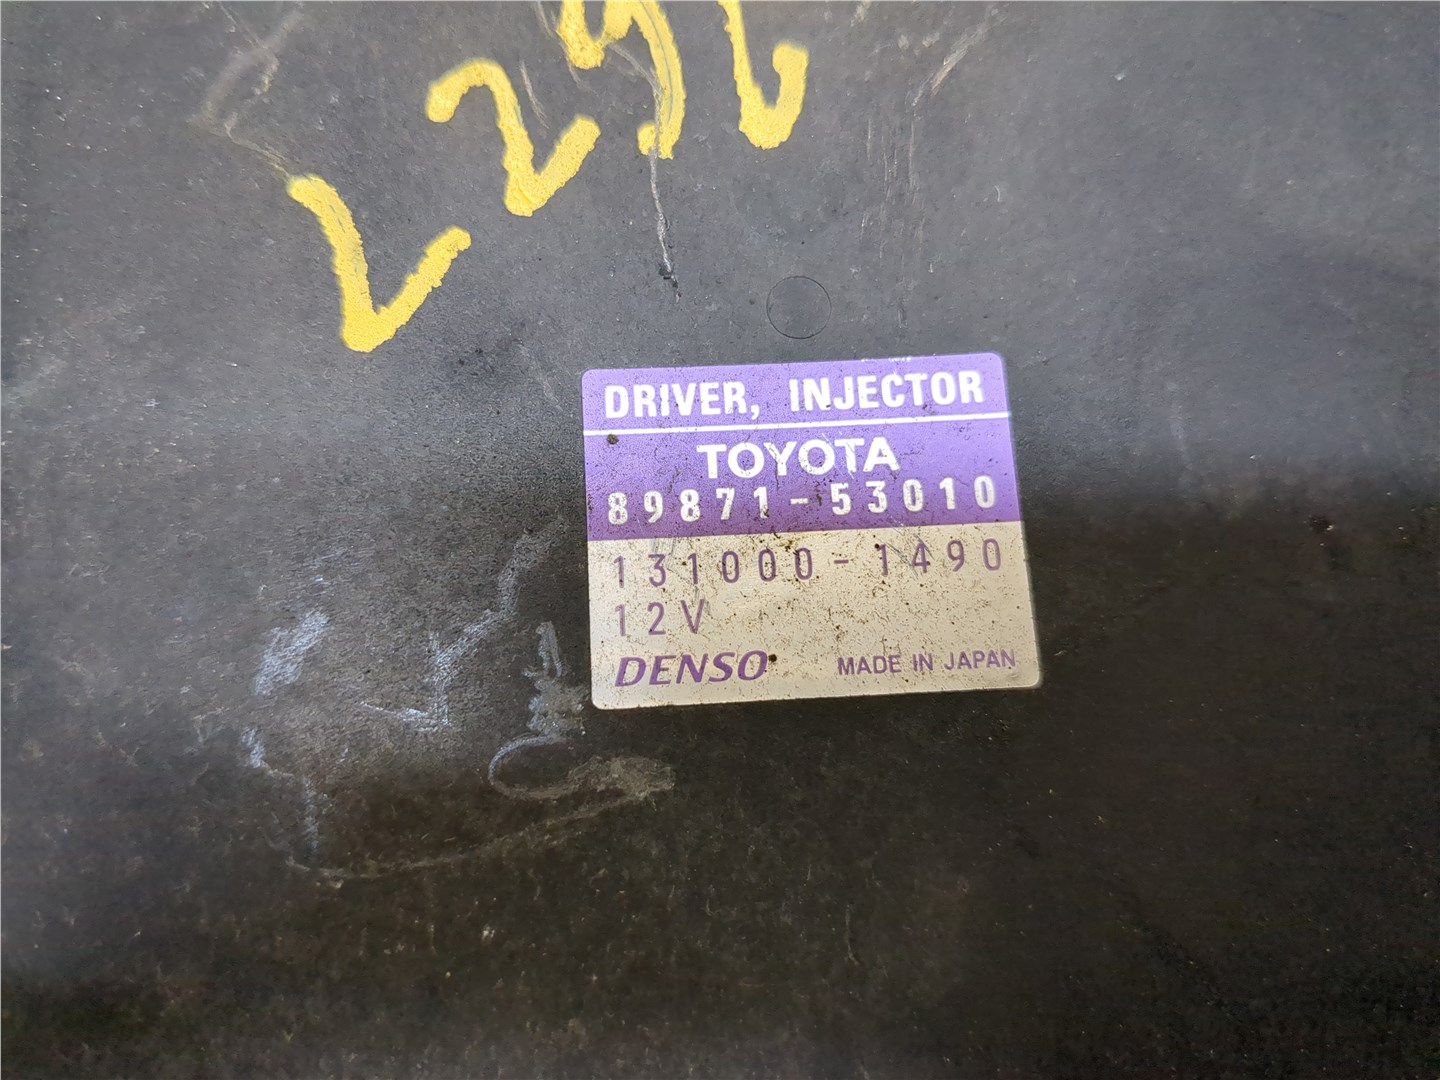 DRIVER, INJECTOR
TOYOTA
89871-53010
131000-1490
12V
DENSO MADE IN JAPAN